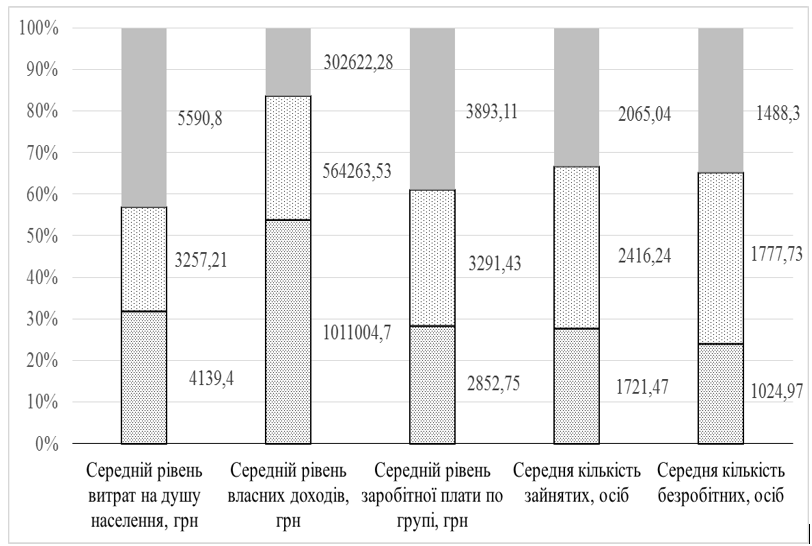 100%
90%
80%
70%
60%
50%
40%
30%
20%
10%
0%
5590,8
3257,21
4139,4
302622,28
564263,53
1011004,7
3893,11
3291,43
2852,75
2065,04
2416,24
1721,47
1488,3
1777,73
1024,97
Середній рівень
витрат на душу
населення, грн
Середній рівень
власних доходів,
грн
Середній рівень
заробітної плати по
групі, грн
Середня кількість
зайнятих, осіб
Середня кількість
безробітних, осіб